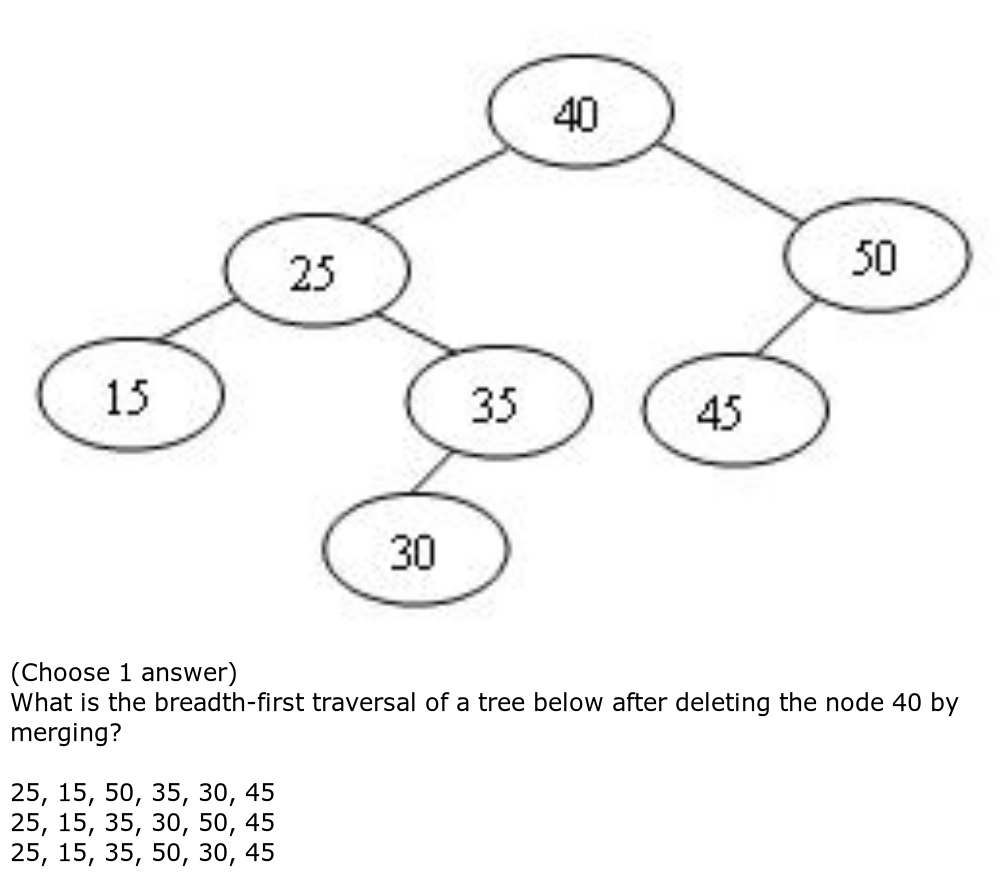 40
25
50
15
35
45
30
(Choose 1 answer)
What is the breadth-first traversal of a tree below after deleting the node 40 by
merging?
25, 15, 50, 35, 30, 45
25, 15, 35, 30, 50, 45
25, 15, 35, 50, 30, 45